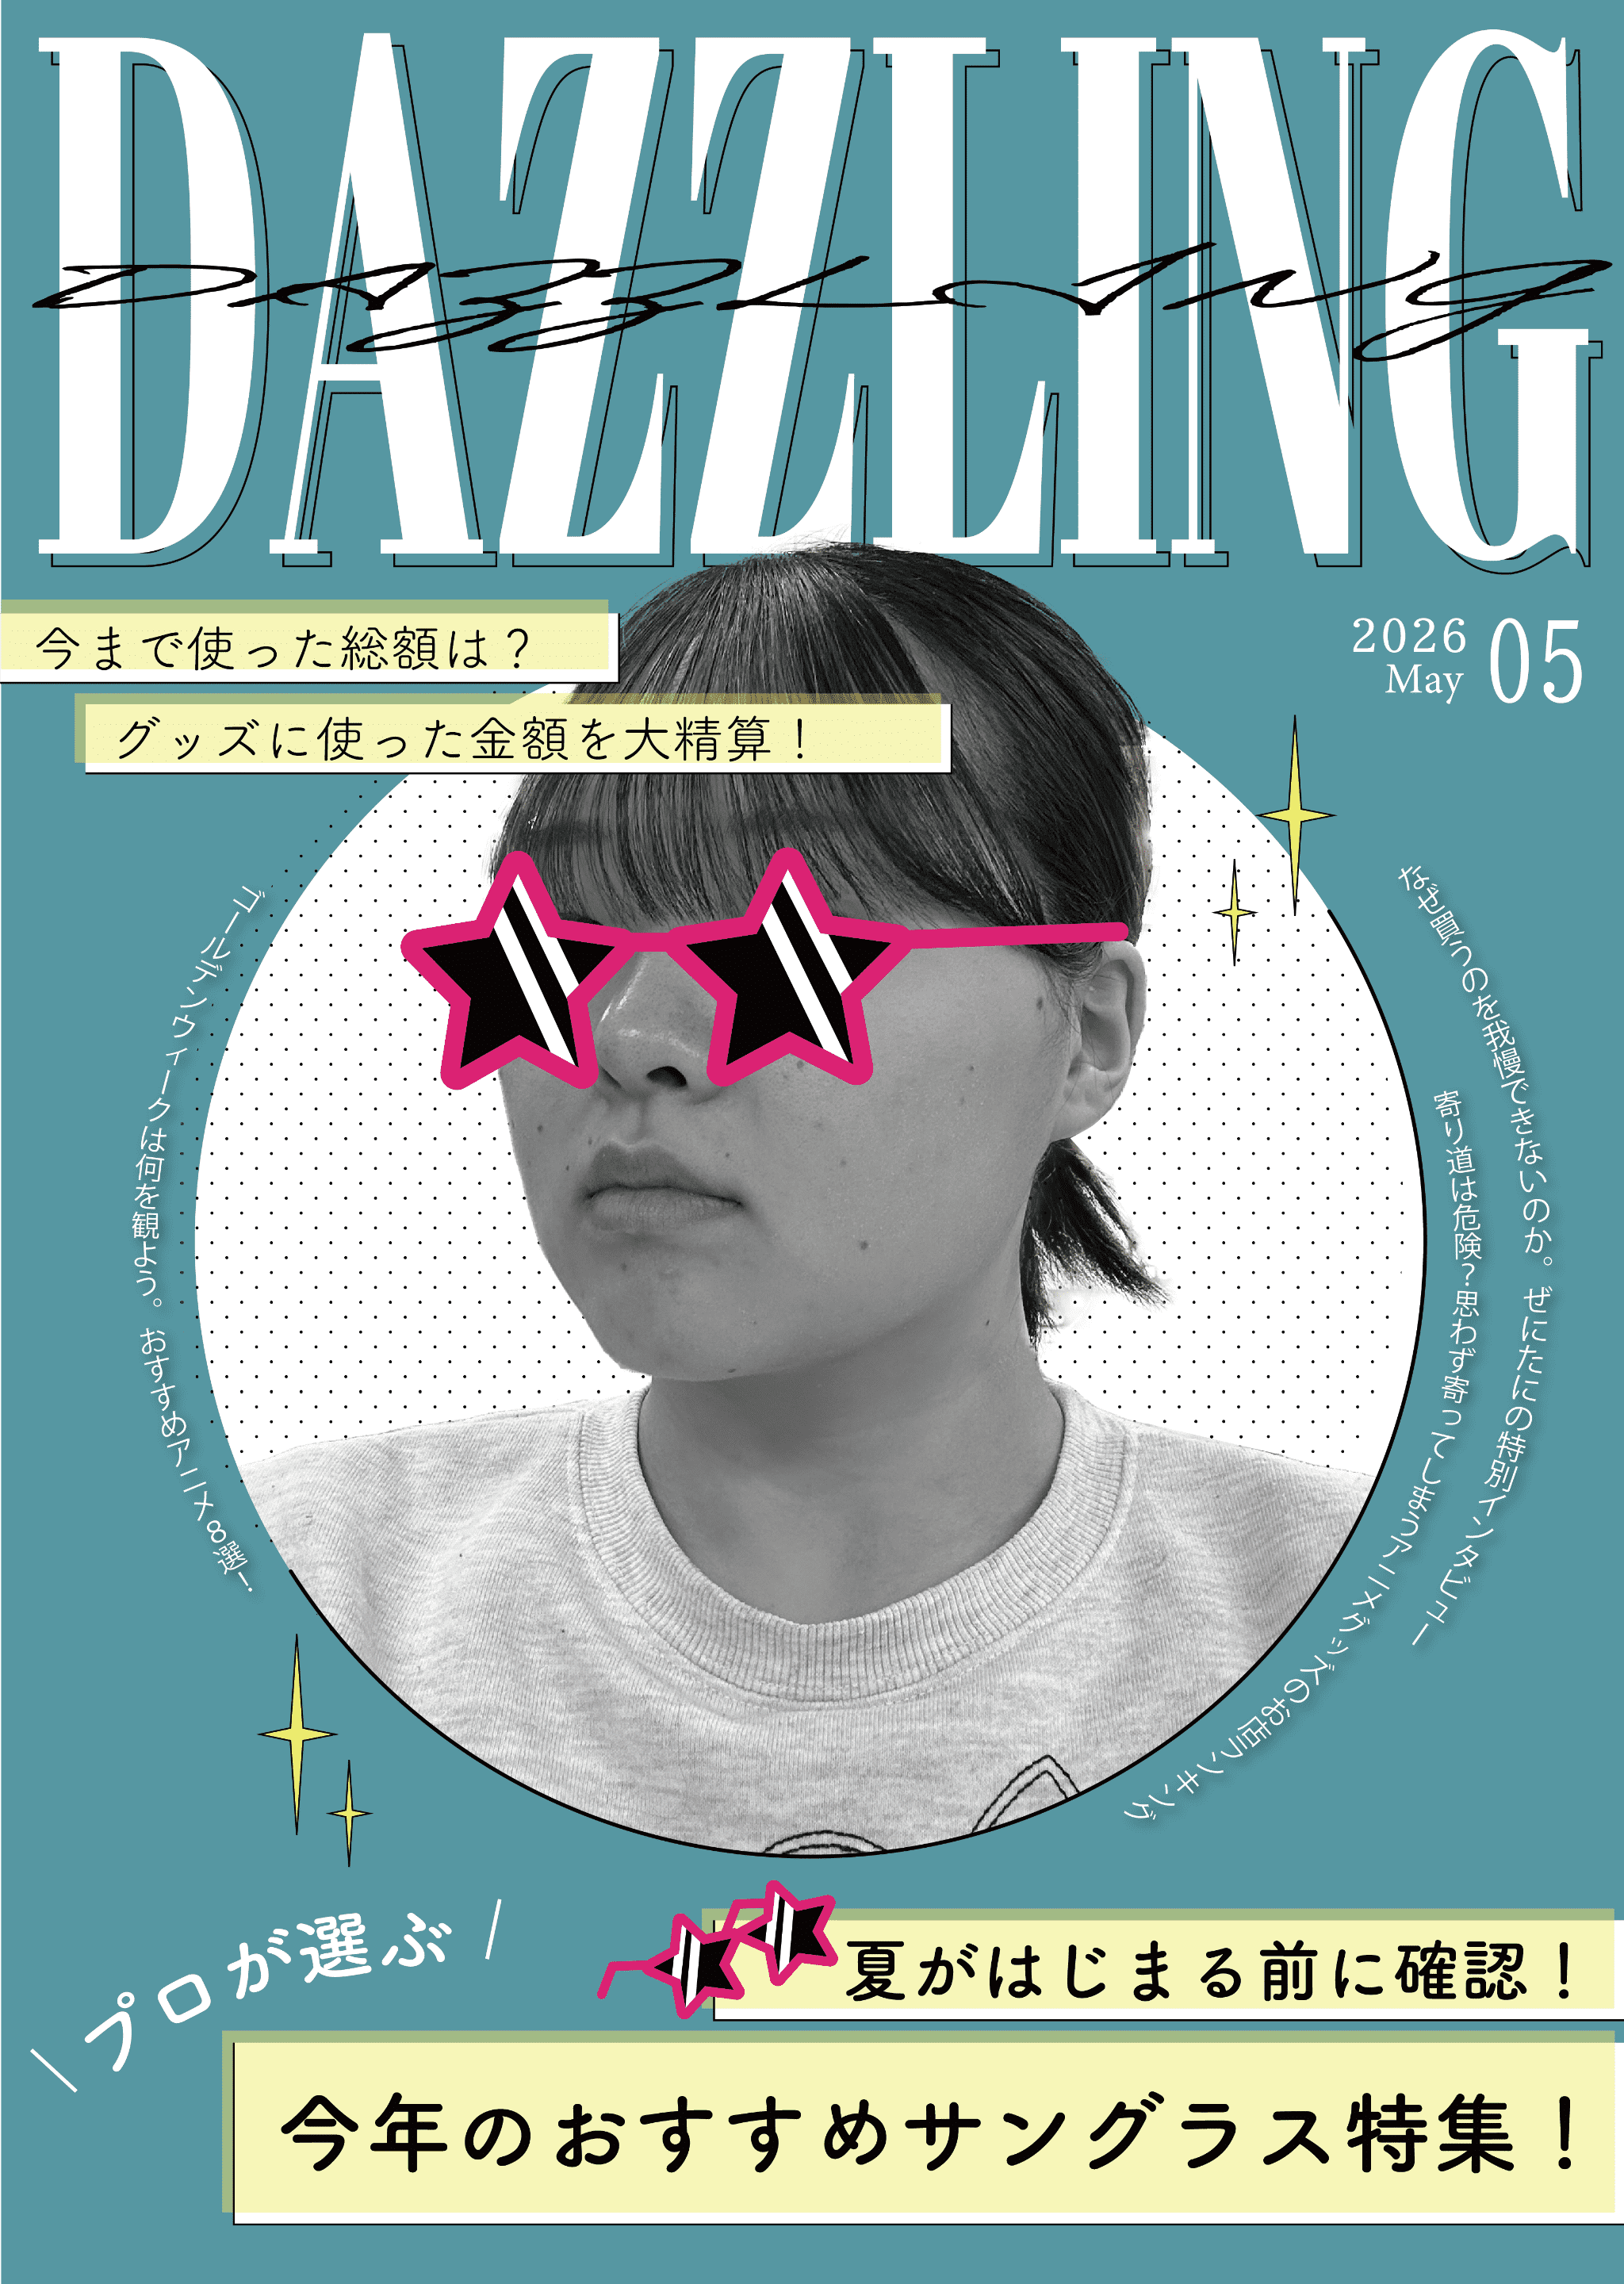 DAZZLING
Dazzling
今まで使った総額は？
グッズに使った金額を大精算！
2026
May
05
ゴールデンウィークは何を観よう。おすすめアニメ8選！
なぜ買うのを我慢できないのか。ぜにたにの特別インタビュー
寄り道は危険？思わず寄ってしまうアニメグッズのお店ランキング
\プロが選ぶ/
夏がはじまる前に確認！
今年のおすすめサングラス特集！